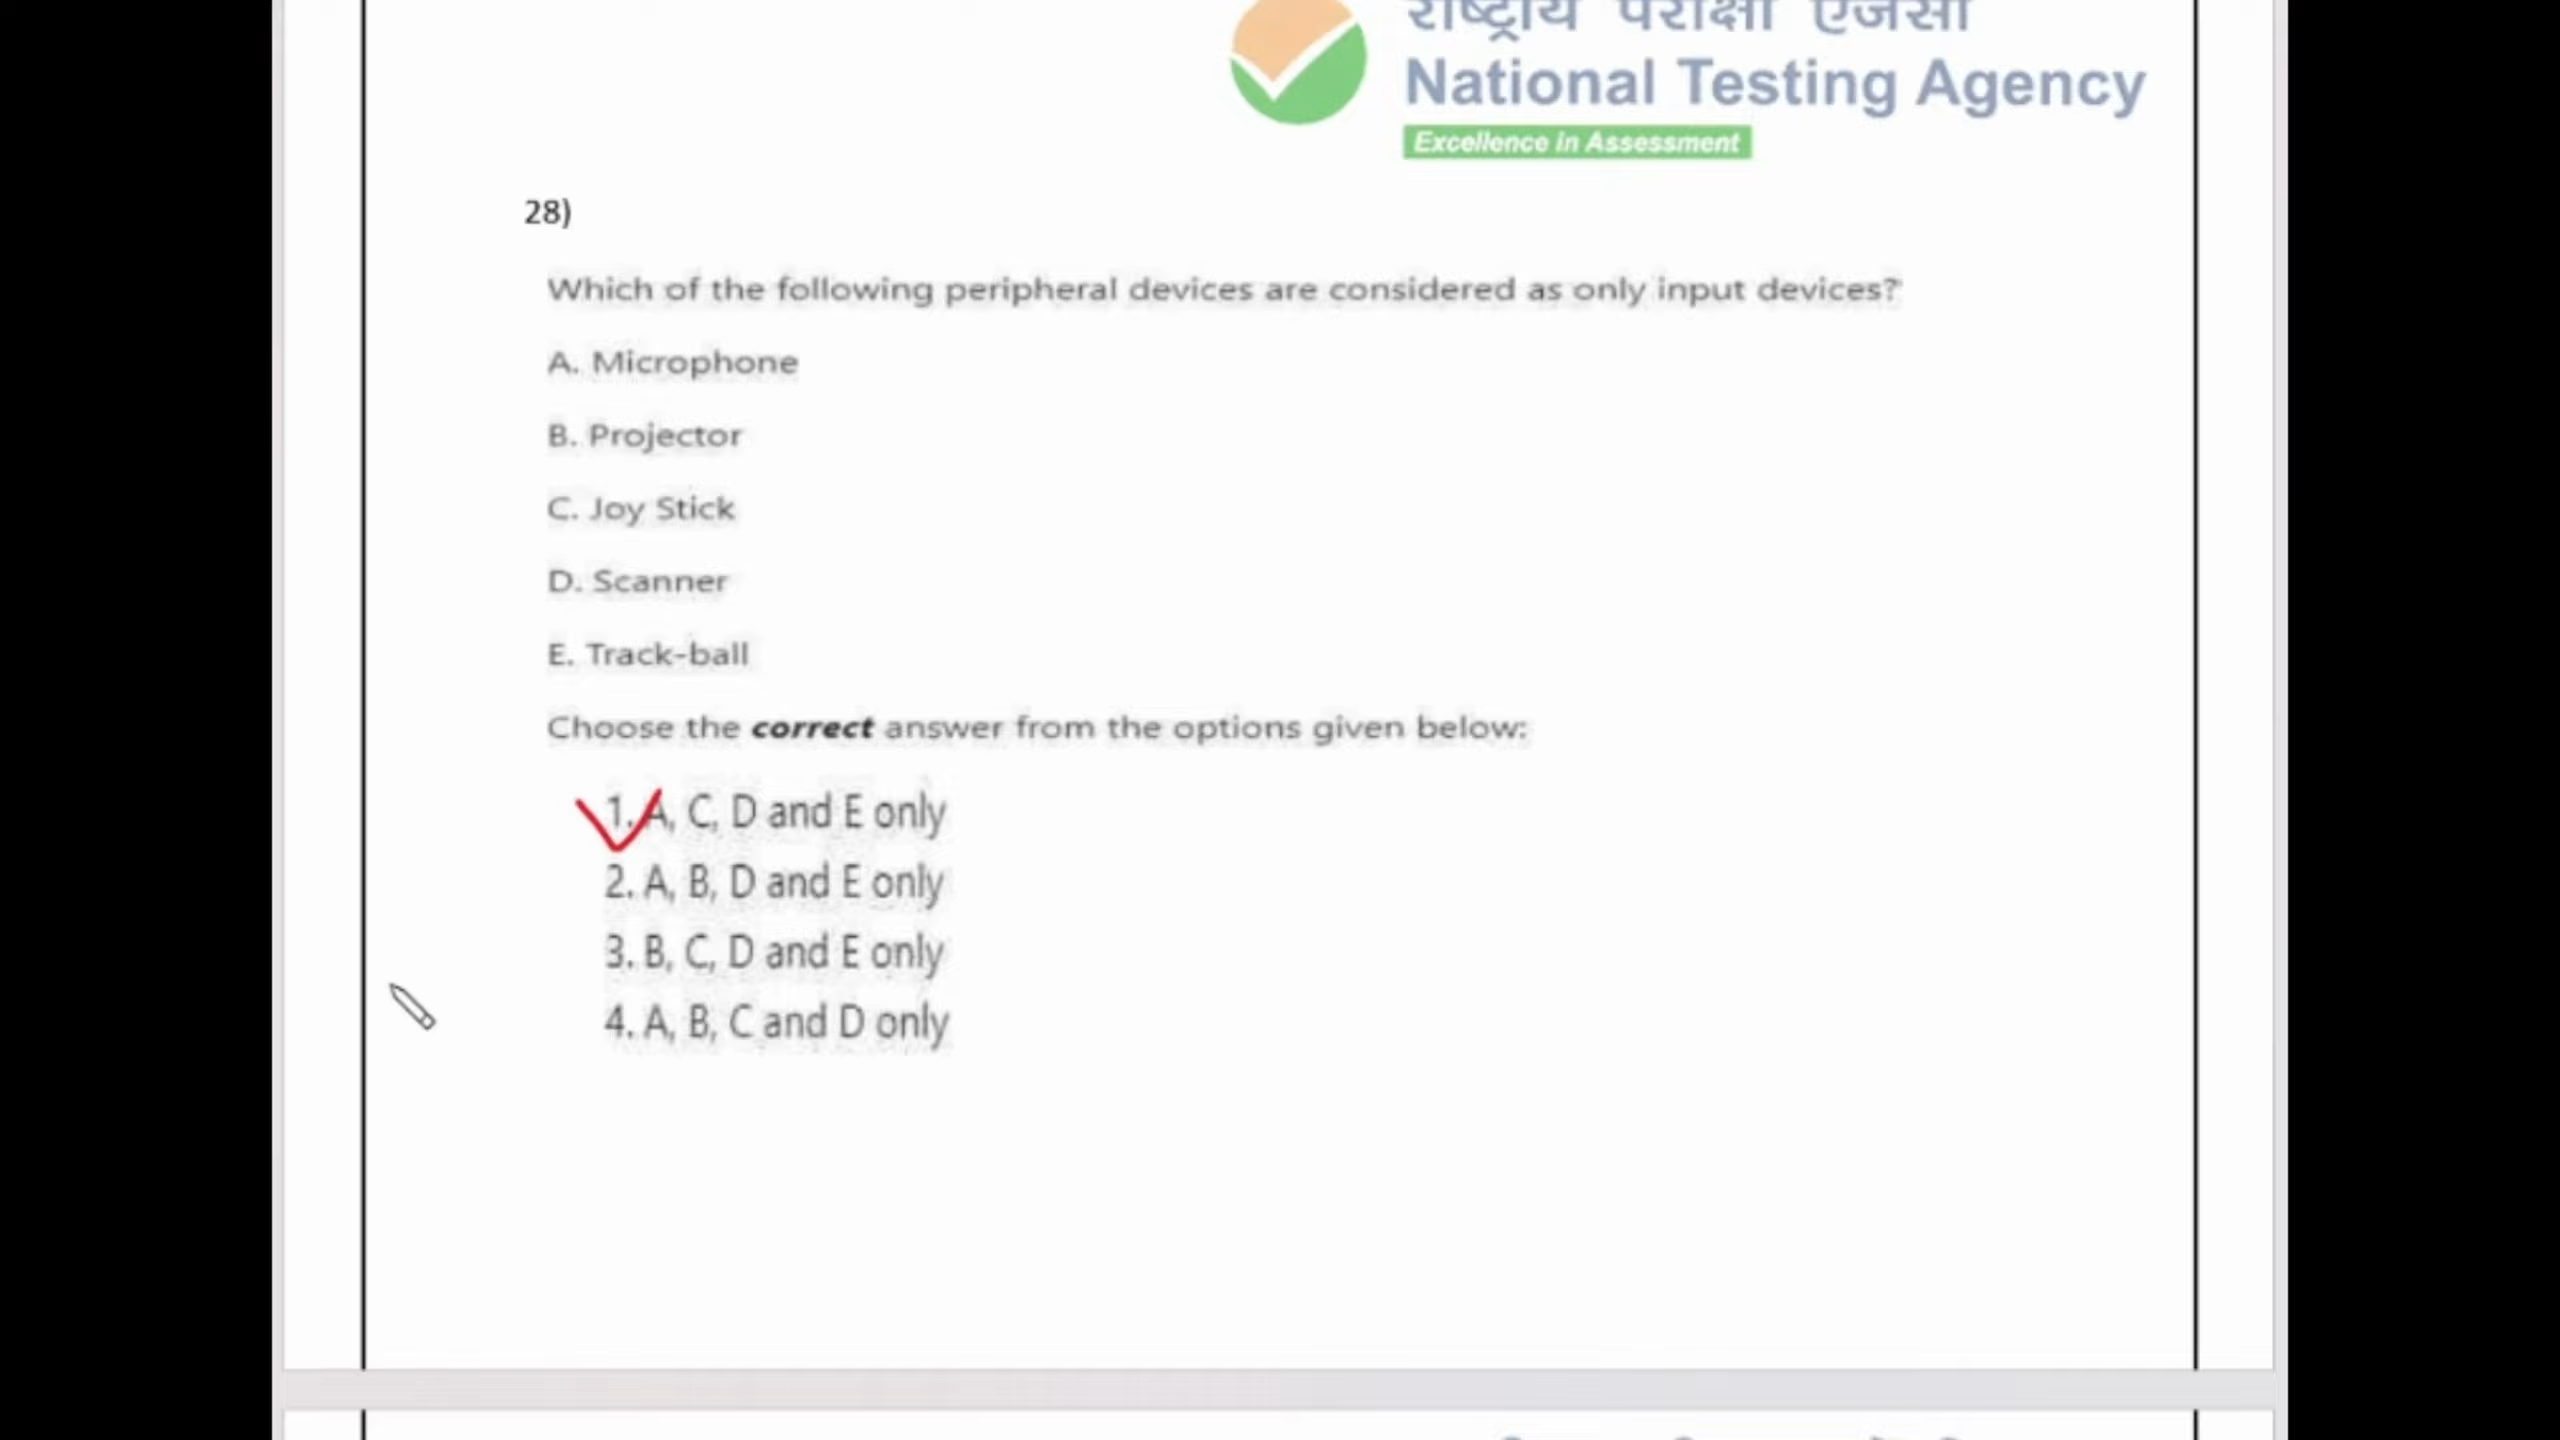 राष्ट्रीय परीक्षा एजेंसी
National Testing Agency
Excellence in Assessment
28)
Which of the following peripheral devices are considered as only input devices?
A. Microphone
B. Projector
C. Joy Stick
D. Scanner
E. Track-ball
Choose the correct answer from the options given below:
1. A, C, D and E only
2. A, B, D and E only
3. B, C, D and E only
4. A, B, C and D only